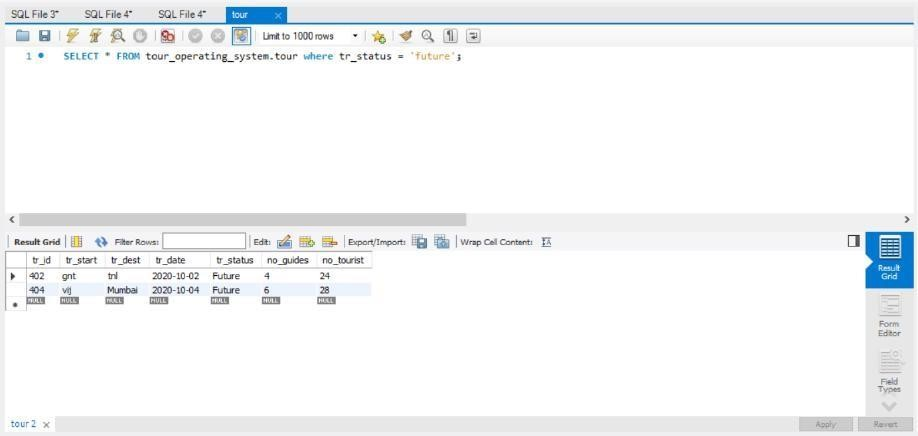 SQL File 3* SQL File 4* SQL File 4* tour ×
Limit to 1000 rows
1 SELECT * FROM tour_operating_system.tour where tr_status = 'future';
Result Grid Filter Rows: Edit: Export/Import: Wrap Cell Content:
tr_id tr_start tr_dest tr_date tr_status no_guides no_tourist
402 gnt tnl 2020-10-02 Future 4 24
404 vij Mumbai 2020-10-04 Future 6 28
NULL NULL NULL NULL NULL NULL NULL
Result
Grid
Form
Editor
Field
Types
tour 2 × Apply Revert